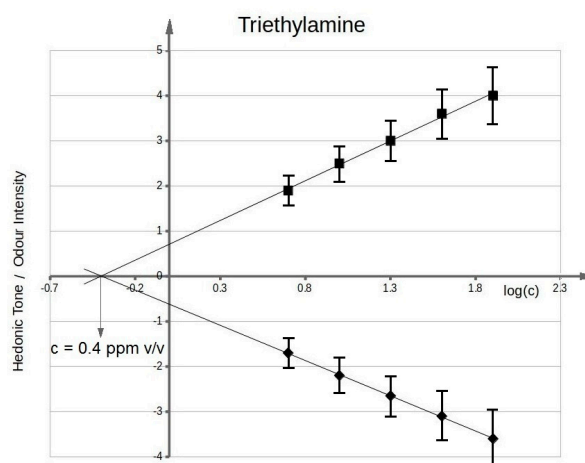 Triethylamine
5
4
3
2
1
0
-0.7 -0.2 0.3 0.8 1.3 1.8 2.3
log(c)
-1
c = 0.4 ppm v/v
-2
-3
-4
Hedonic Tone / Odour Intensity